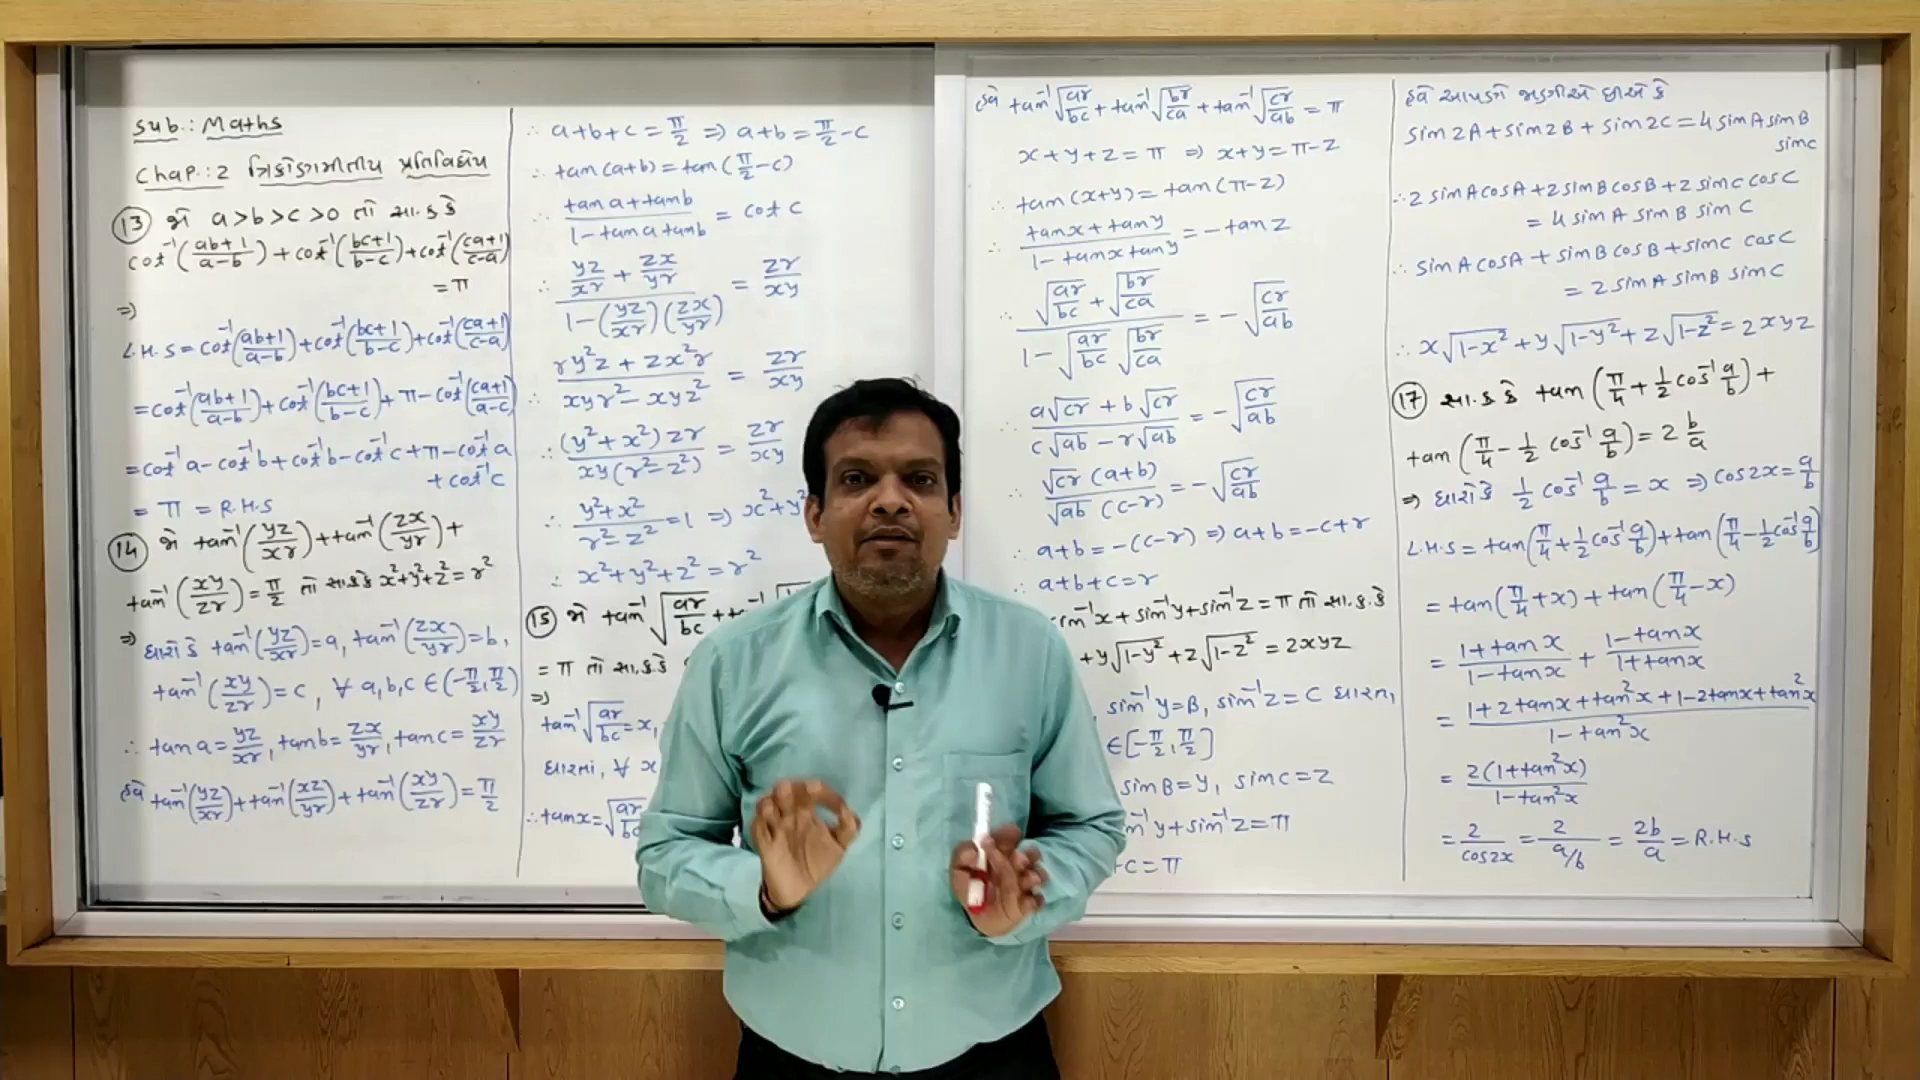 Sub.: Maths
Chap.: 2 ત્રિકોણમિતીય પ્રતિવિધેય
(13) જો a>b>c>0 તો સા.કરો કે
cot⁻¹((ab+1)/(a-b)) + cot⁻¹((bc+1)/(b-c)) + cot⁻¹((ca+1)/(c-a))
= π
⇒)
L.H.S = cot⁻¹((ab+1)/(a-b)) + cot⁻¹((bc+1)/(b-c)) + cot⁻¹((ca+1)/(c-a))
= cot⁻¹((ab+1)/(a-b)) + cot⁻¹((bc+1)/(b-c)) + π - cot⁻¹((ca+1)/(a-c))
= cot⁻¹a - cot⁻¹b + cot⁻¹b - cot⁻¹c + π - cot⁻¹a
+ cot⁻¹c
= π = R.H.S
(14) જો tan⁻¹(yz/xr) + tan⁻¹(zx/yr) +
tan⁻¹(xy/zr) = π/2 તો સા.કરો કે x²+y²+z² = r²
⇒) ધારો કે tan⁻¹(yz/xr) = a, tan⁻¹(zx/yr) = b,
tan⁻¹(xy/zr) = c, ∀ a,b,c ∈ (-π/2, π/2)
∴ tan a = yz/xr, tan b = zx/yr, tan c = xy/zr
હવે tan⁻¹(yz/xr) + tan⁻¹(xz/yr) + tan⁻¹(xy/zr) = π/2
∴ a+b+c = π/2 ⇒ a+b = π/2 - c
∴ tan(a+b) = tan(π/2 - c)
∴ (tan a + tan b)/(1 - tan a tan b) = cot c
∴ (yz/xr + zx/yr)/(1 - (yz/xr)(zx/yr)) = zr/xy
∴ (ry²z + zx²r)/(xyr² - xyz²) = zr/xy
∴ ((y²+x²) zr)/(xy(r²-z²)) = zr/xy
∴ (y²+x²)/(r²-z²) = 1 ⇒ x²+y²
∴ x²+y²+z² = r²
(15) જો tan⁻¹√(ar/bc) +
= π તો સા.કરો કે
⇒)
tan⁻¹√(ar/bc) = x,
ધારતાં, ∀ x
∴ tan x = √(ar/bc)
હવે tan⁻¹√(ar/bc) + tan⁻¹√(br/ca) + tan⁻¹√(cr/ab) = π
x+y+z = π ⇒ x+y = π-z
∴ tan(x+y) = tan(π-z)
∴ (tan x + tan y)/(1 - tan x tan y) = -tan z
∴ (√(ar/bc) + √(br/ca))/(1 - √(ar/bc) √(br/ca)) = -√(cr/ab)
∴ (a√cr + b√cr)/(c√ab - r√ab) = -√(cr/ab)
∴ (√cr (a+b))/(√ab (c-r)) = -√(cr/ab)
∴ a+b = -(c-r) ⇒ a+b = -c+r
∴ a+b+c = r
sin⁻¹x + sin⁻¹y + sin⁻¹z = π તો સા.ક.કે
+ y√(1-y²) + z√(1-z²) = 2xyz
sin⁻¹y = B, sin⁻¹z = C ધારતા,
∈ [-π/2, π/2]
sin B = y, sin C = z
sin⁻¹y + sin⁻¹z = π
+C = π
હવે આપણે જાણીએ છીએ કે
sin 2A + sin 2B + sin 2C = 4 sin A sin B
sin C
∴ 2 sin A cos A + 2 sin B cos B + 2 sin C cos C
= 4 sin A sin B sin C
∴ sin A cos A + sin B cos B + sin C cos C
= 2 sin A sin B sin C
∴ x√(1-x²) + y√(1-y²) + z√(1-z²) = 2xyz
(17) સા.ક.કે tan(π/4 + 1/2 cos⁻¹ a/b) +
tan(π/4 - 1/2 cos⁻¹ a/b) = 2 b/a
⇒ ધારો કે 1/2 cos⁻¹ a/b = x ⇒ cos 2x = a/b
L.H.S = tan(π/4 + 1/2 cos⁻¹ a/b) + tan(π/4 - 1/2 cos⁻¹ a/b)
= tan(π/4 + x) + tan(π/4 - x)
= (1+tan x)/(1-tan x) + (1-tan x)/(1+tan x)
= (1+2tan x+tan²x+1-2tan x+tan²x)/(1-tan²x)
= 2(1+tan²x)/(1-tan²x)
= 2/cos 2x = 2/(a/b) = 2b/a = R.H.S